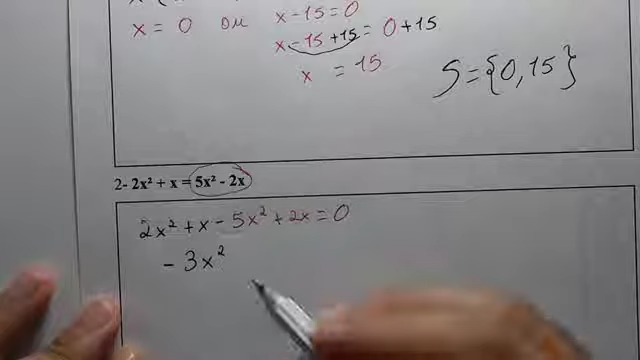 x - 15 = 0
x = 0 ou
x - 15 + 15 = 0 + 15
x = 15
S = {0, 15}
2- 2x² + x = 5x² - 2x
2x² + x - 5x² + 2x = 0
- 3x²